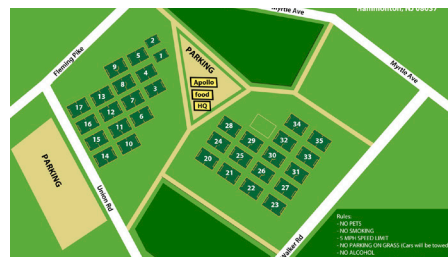 Hammonton, NJ 08037
Myrtle Ave
Fleming Pike
Myrtle Ave
PARKING
Apollo
food
HQ
2
5
1
9
4
8
3
13
7
17
12
6
16
11
15
10
14
PARKING
Union Rd
28
34
24
29
32
35
20
25
30
33
21
26
31
22
27
23
Walker Rd
Rules:
- NO PETS
- NO SMOKING
- 5 MPH SPEED LIMIT
- NO PARKING ON GRASS (Cars will be towed
- NO ALCOHOL